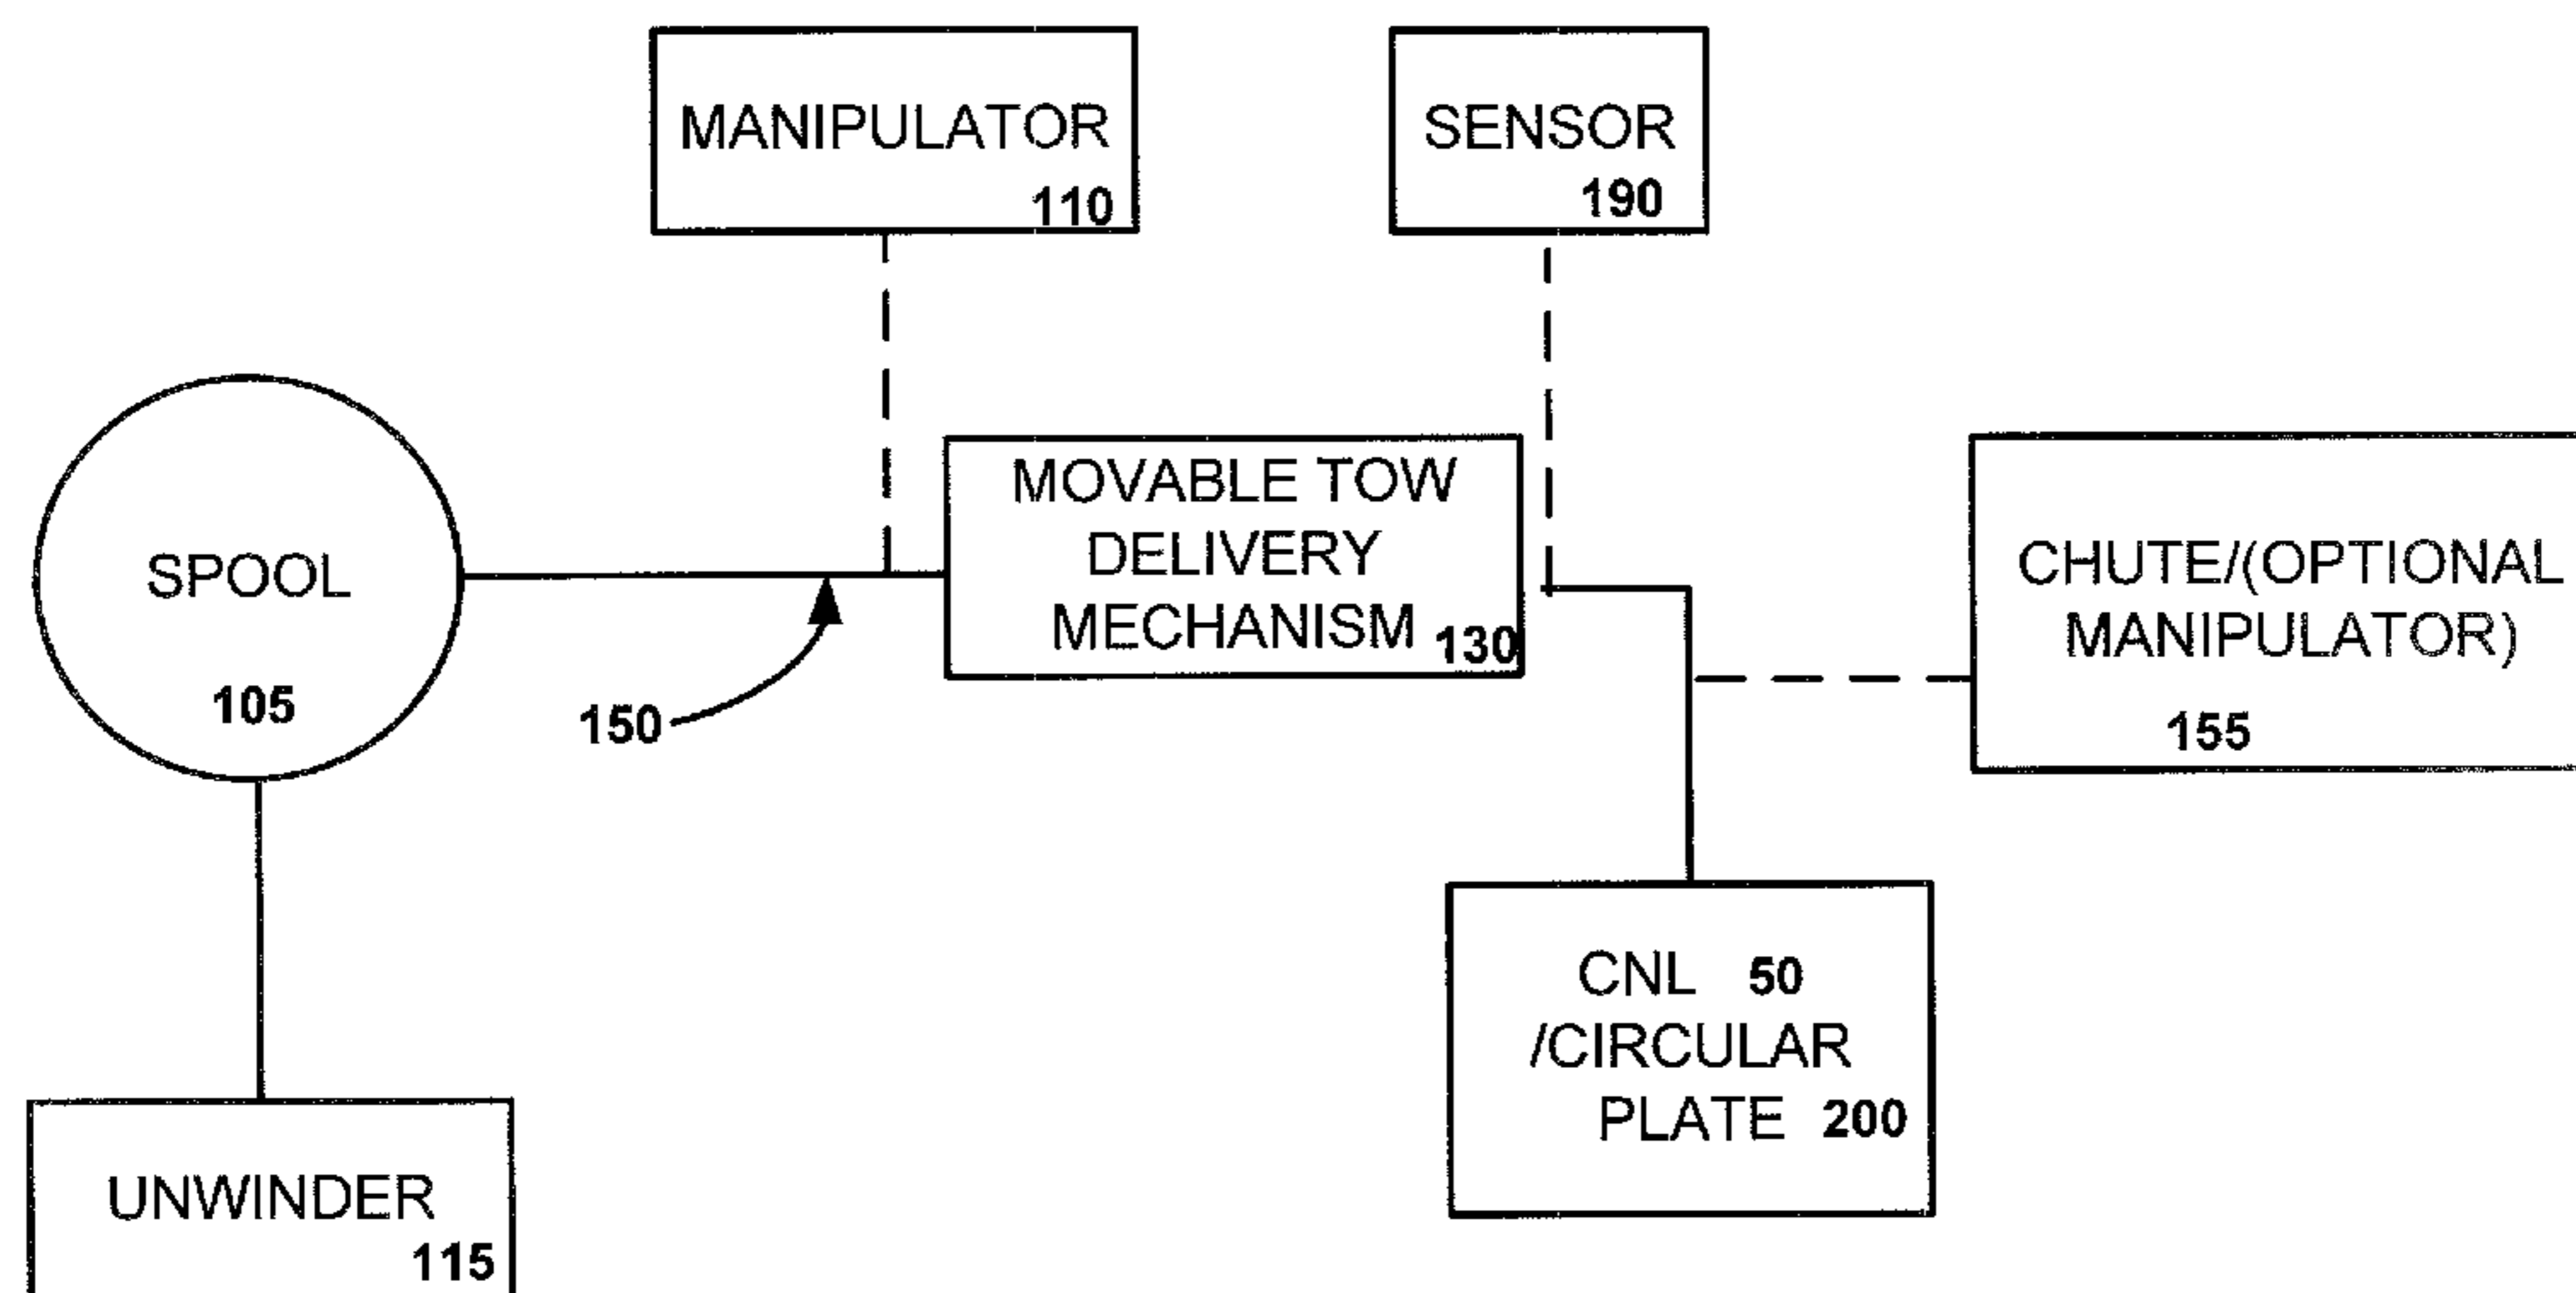 MANIPULATOR
110
SENSOR
190
SPOOL
105
150
MOVABLE TOW
DELIVERY
MECHANISM 130
CHUTE/(OPTIONAL
MANIPULATOR)
155
CNL 50
/CIRCULAR
PLATE 200
UNWINDER
115